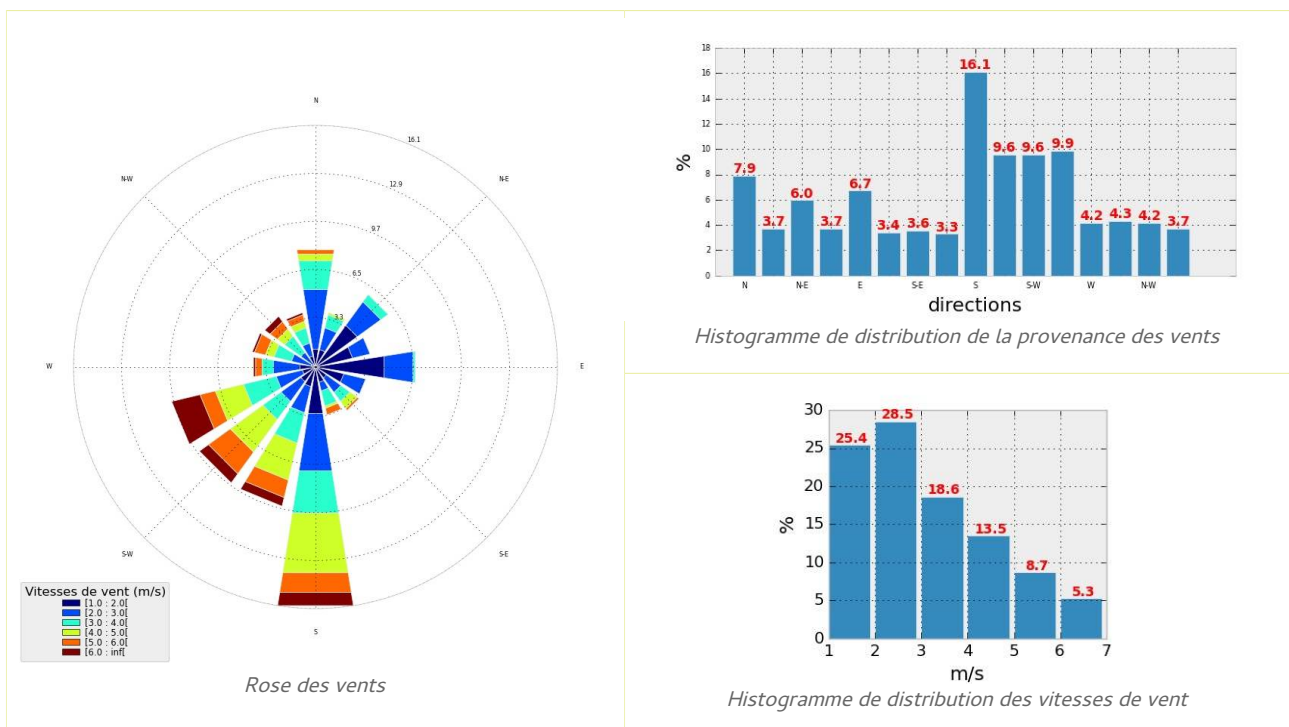 N
16.1
N-W
N-E
12.9
9.7
6.5
3.3
W
E
S-W
S-E
S
Vitesses de vent (m/s)
[1.0 : 2.0[
[2.0 : 3.0[
[3.0 : 4.0[
[4.0 : 5.0[
[5.0 : 6.0[
[6.0 : inf[
Rose des vents
18
16
14
12
10
8
6
4
2
0
%
7.9 3.7 6.0 3.7 6.7 3.4 3.6 3.3 16.1 9.6 9.6 9.9 4.2 4.3 4.2 3.7
N N-E E S-E S S-W W N-W
directions
Histogramme de distribution de la provenance des vents
30
25
20
15
10
5
0
%
25.4 28.5 18.6 13.5 8.7 5.3
1 2 3 4 5 6 7
m/s
Histogramme de distribution des vitesses de vent